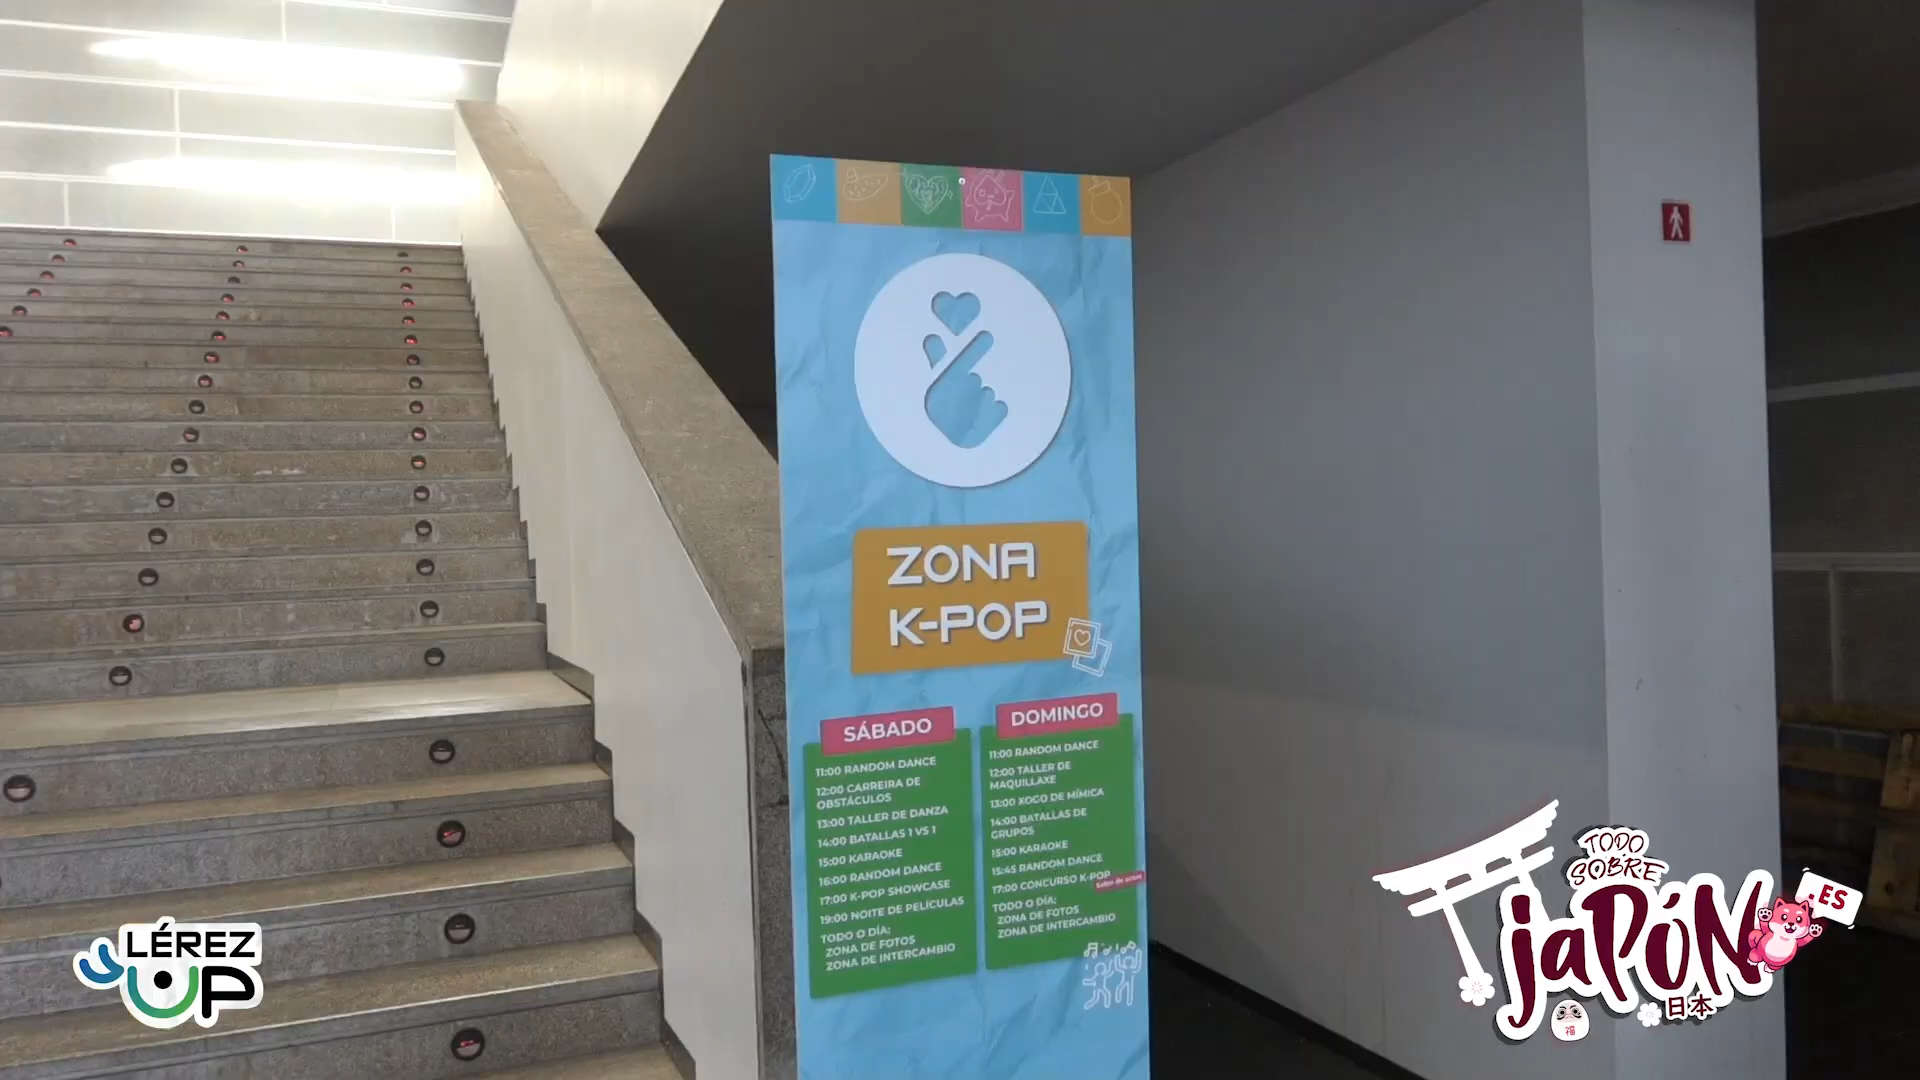 ZONA
K-POP
SÁBADO
11:00 RANDOM DANCE
12:00 CARREIRA DE
OBSTÁCULOS
13:00 TALLER DE DANZA
14:00 BATALLAS 1 VS 1
15:00 KARAOKE
16:00 RANDOM DANCE
17:00 K-POP SHOWCASE
19:00 NOITE DE PELÍCULAS
TODO O DÍA:
ZONA DE FOTOS
ZONA DE INTERCAMBIO
DOMINGO
11:00 RANDOM DANCE
12:00 TALLER DE
MAQUILLAXE
13:00 XOGO DE MÍMICA
14:00 BATALLAS DE
GRUPOS
15:00 KARAOKE
15:45 RANDOM DANCE
17:00 CONCURSO K-POP
Salón de actos
TODO O DÍA:
ZONA DE FOTOS
ZONA DE INTERCAMBIO
LÉREZ
UP
TODO
SOBRE
JAPÓN
.ES
日本
福